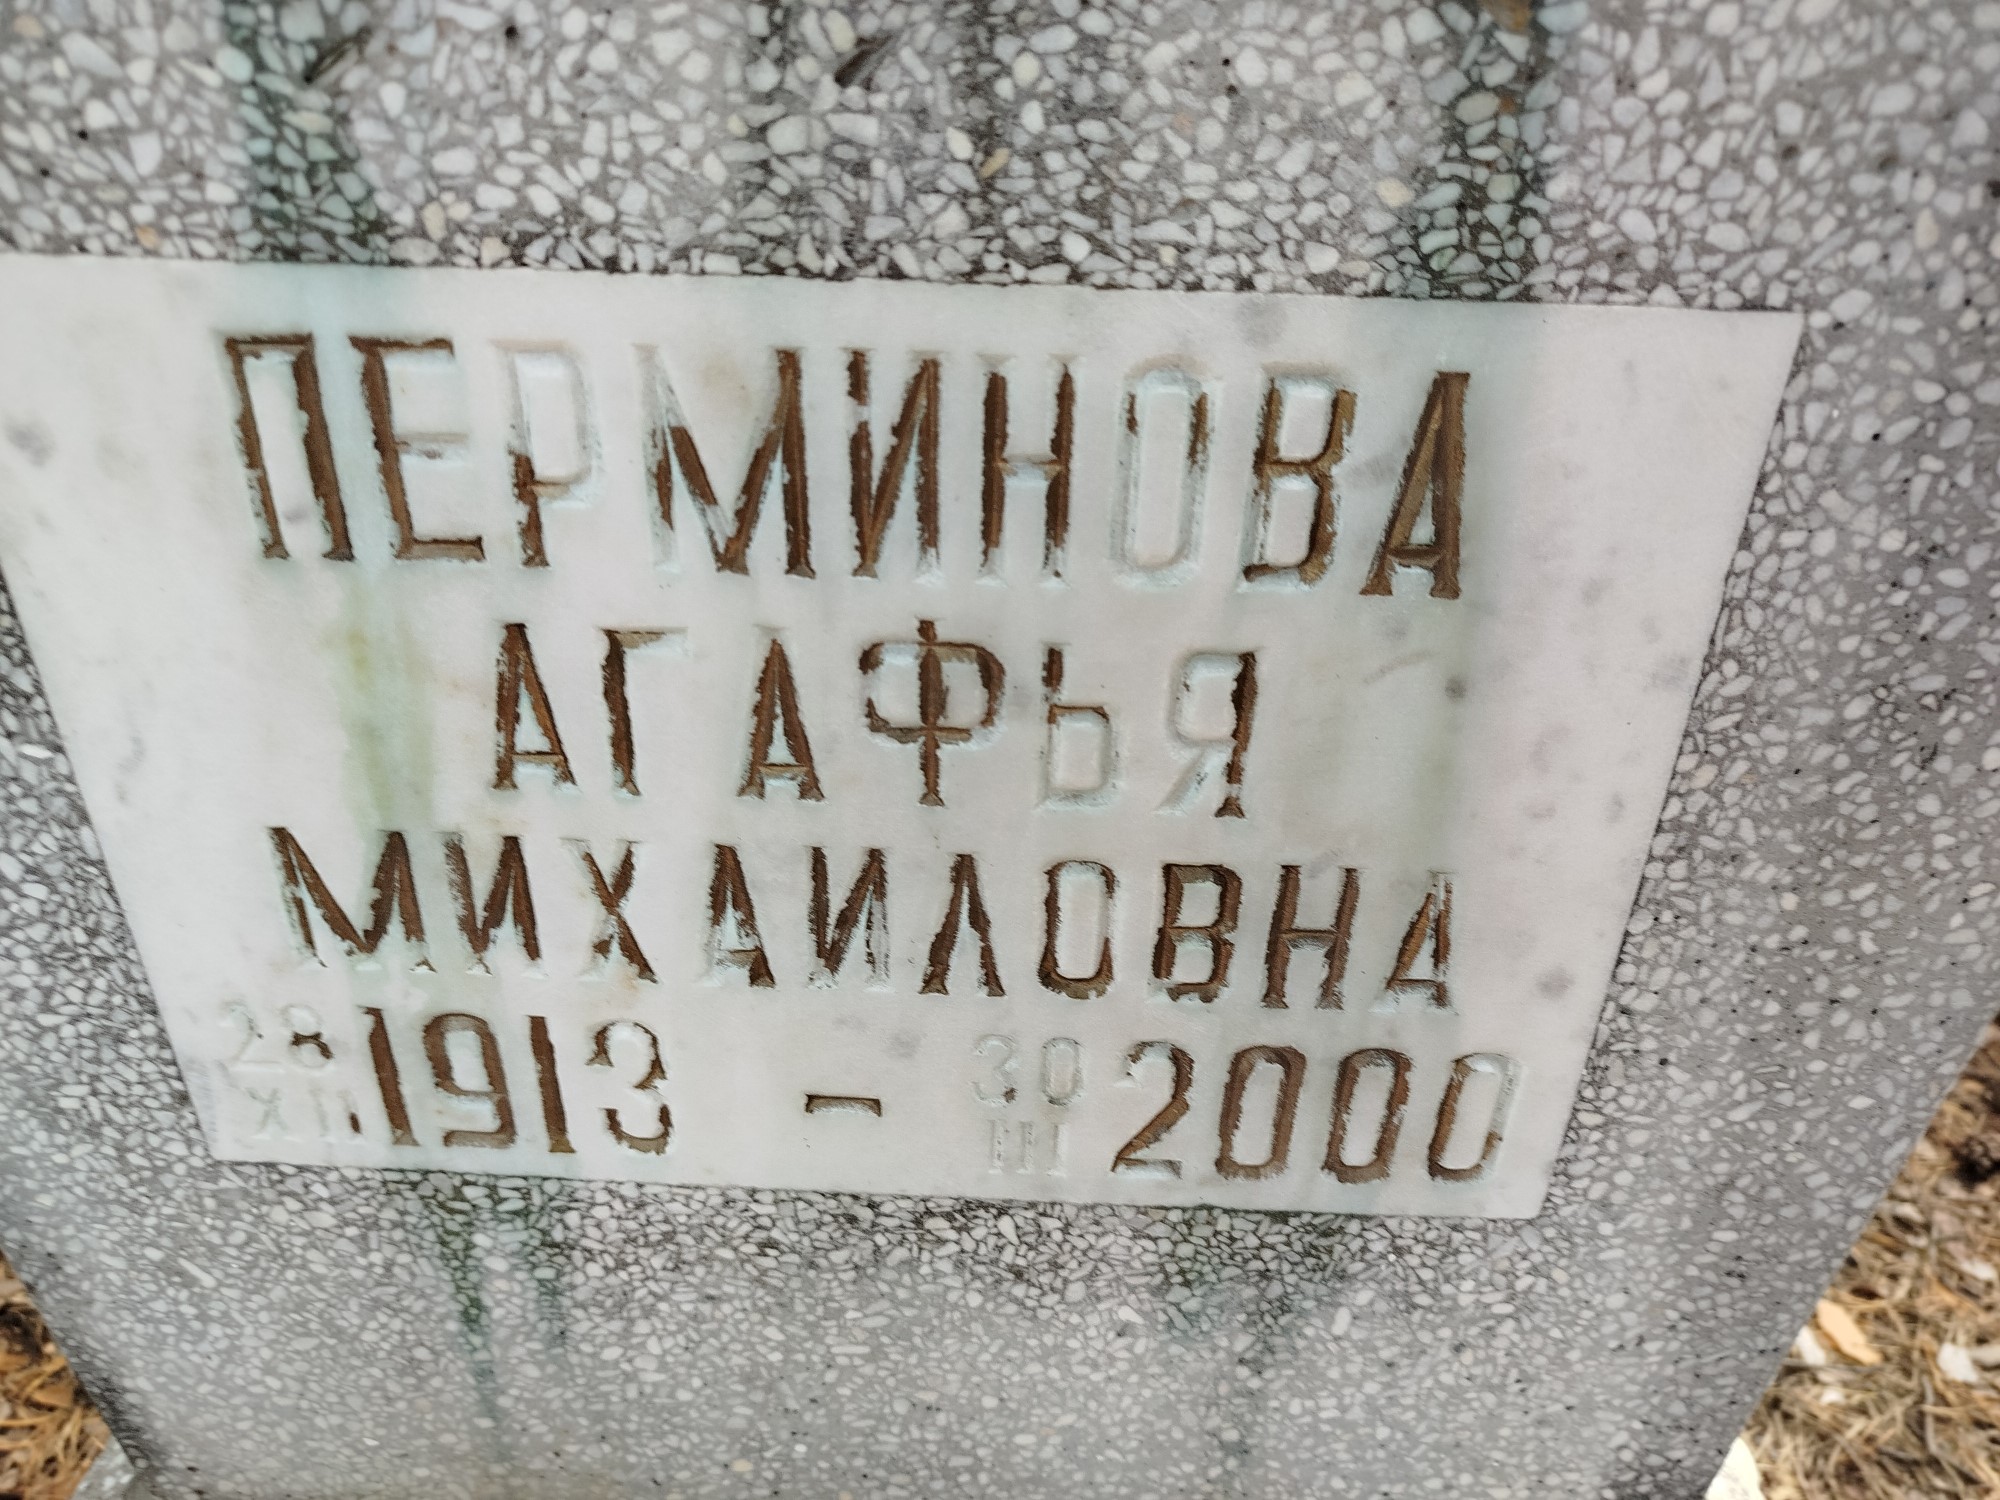 ПЕРМИНОВА
АГАФЬЯ
МИХАИЛОВНА
28 XII 1913 - 30 III 2000